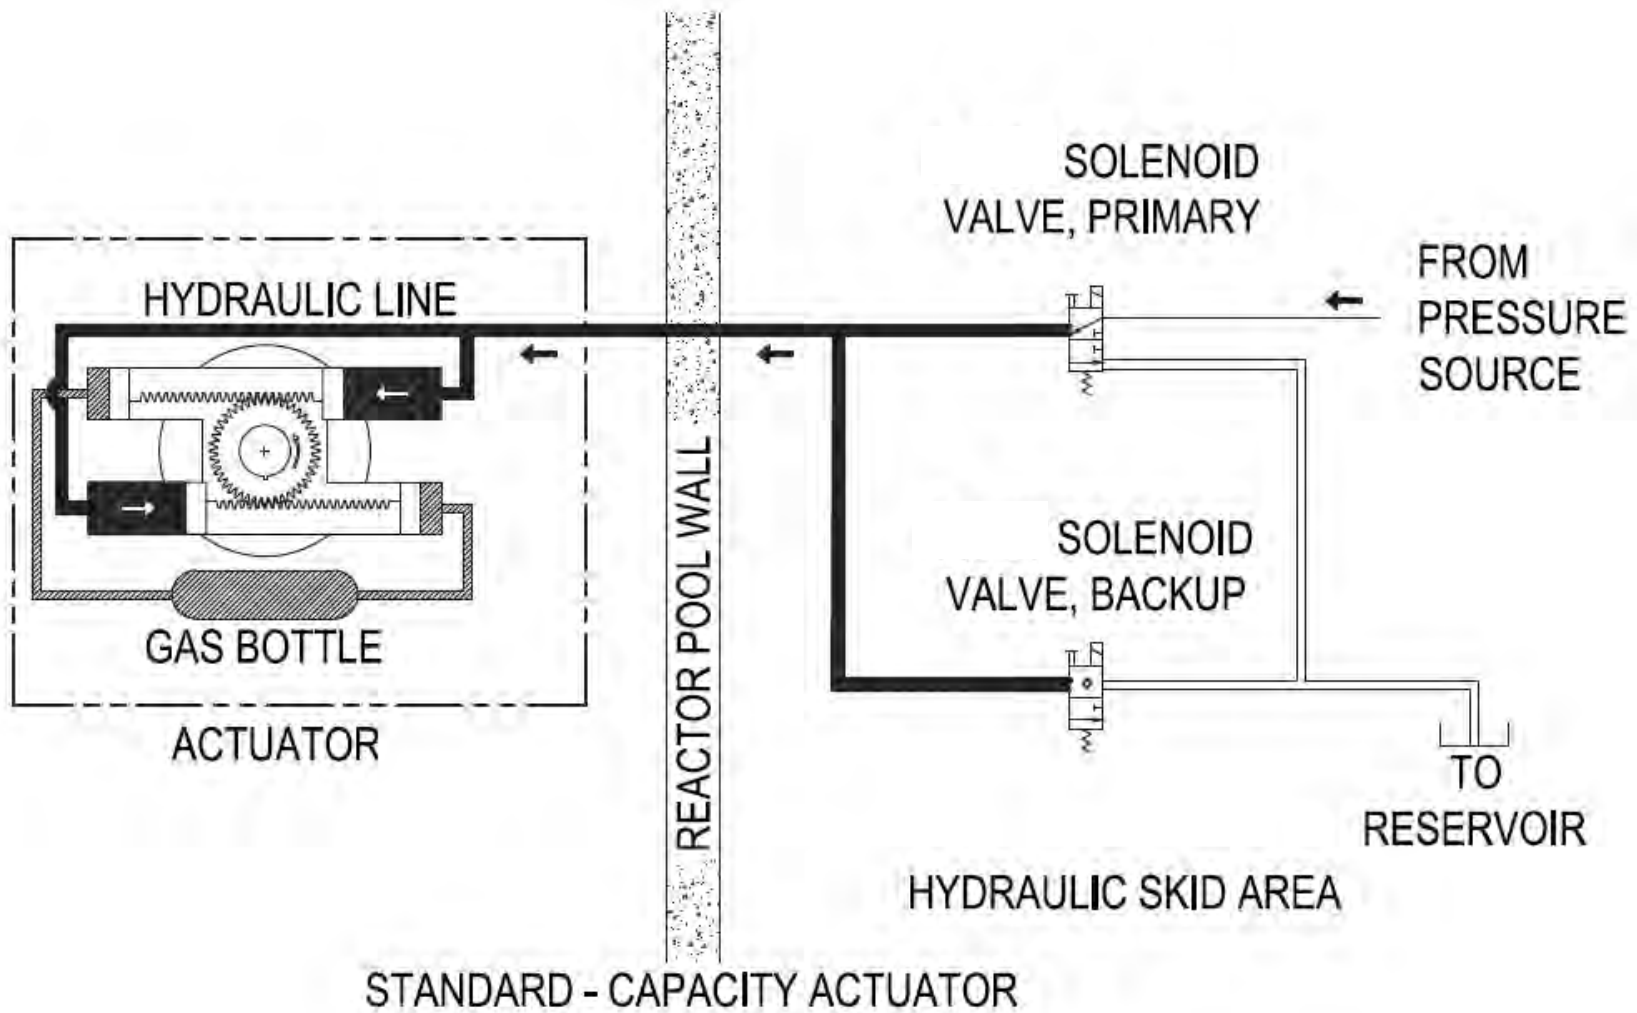 SOLENOID
VALVE, PRIMARY
FROM
PRESSURE
SOURCE
HYDRAULIC LINE
REACTOR POOL WALL
SOLENOID
VALVE, BACKUP
GAS BOTTLE
ACTUATOR
TO
RESERVOIR
HYDRAULIC SKID AREA
STANDARD - CAPACITY ACTUATOR